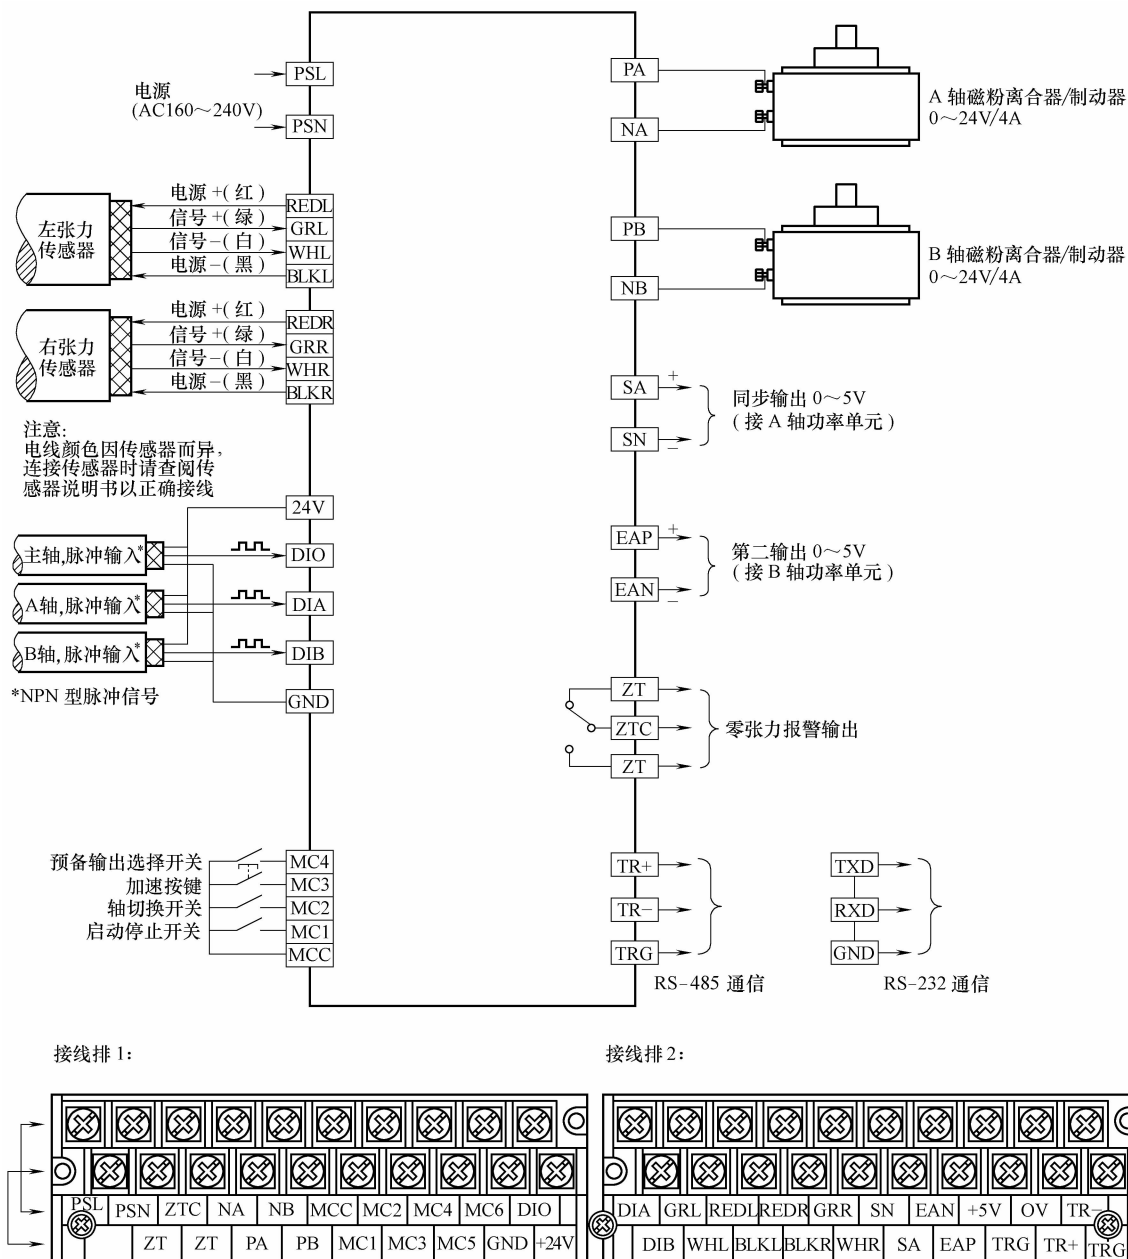 PSL
电源
(AC160～240V)
PSN
PA
NA
A 轴磁粉离合器/制动器
0～24V/4A
左张力
传感器
电源+(红)
信号+(绿)
信号-(白)
电源-(黑)
REDL
GRL
WHL
BLKL
PB
NB
B 轴磁粉离合器/制动器
0～24V/4A
右张力
传感器
电源+(红)
信号+(绿)
信号-(白)
电源-(黑)
REDR
GRR
WHR
BLKR
SA
+
SN
−
同步输出 0～5V
(接 A 轴功率单元)
注意:
电线颜色因传感器而异,
连接传感器时请查阅传
感器说明书以正确接线
24V
主轴,脉冲输入*
DIO
A轴,脉冲输入*
DIA
B轴,脉冲输入*
DIB
*NPN 型脉冲信号
GND
EAP
+
EAN
−
第二输出 0～5V
(接 B 轴功率单元)
ZT
ZTC
ZT
零张力报警输出
预备输出选择开关
MC4
加速按键
MC3
轴切换开关
MC2
启动停止开关
MC1
MCC
TR+
TR−
TRG
RS-485 通信
TXD
RXD
GND
RS-232 通信
接线排 1:
PSL PSN ZTC NA NB MCC MC2 MC4 MC6 DIO
ZT ZT PA PB MC1 MC3 MC5 GND +24V
接线排 2:
DIA GRL REDL REDR GRR SN EAN +5V OV TR−
DIB WHL BLKL BLKR WHR SA EAP TRG TR+ TRG